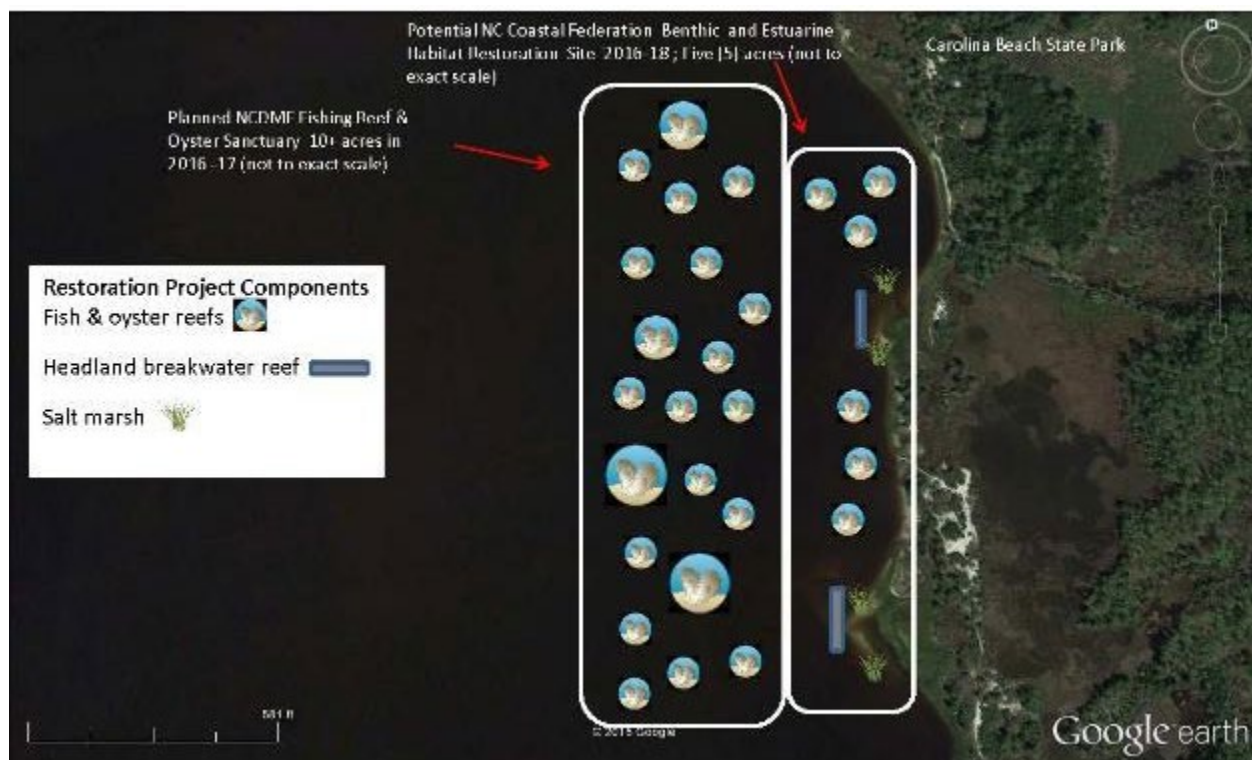 Potential NC Coastal Federation Benthic and Estuarine
Habitat Restoration Site 2016-18 ; Five (5) acres (not to
exact scale)
Carolina Beach State Park
Planned NCDMF Fishing Reef &
Oyster Sanctuary 10+ acres in
2016-17 (not to exact scale)
Restoration Project Components
Fish & oyster reefs
Headland breakwater reef
Salt marsh
© 2015 Google
Google earth